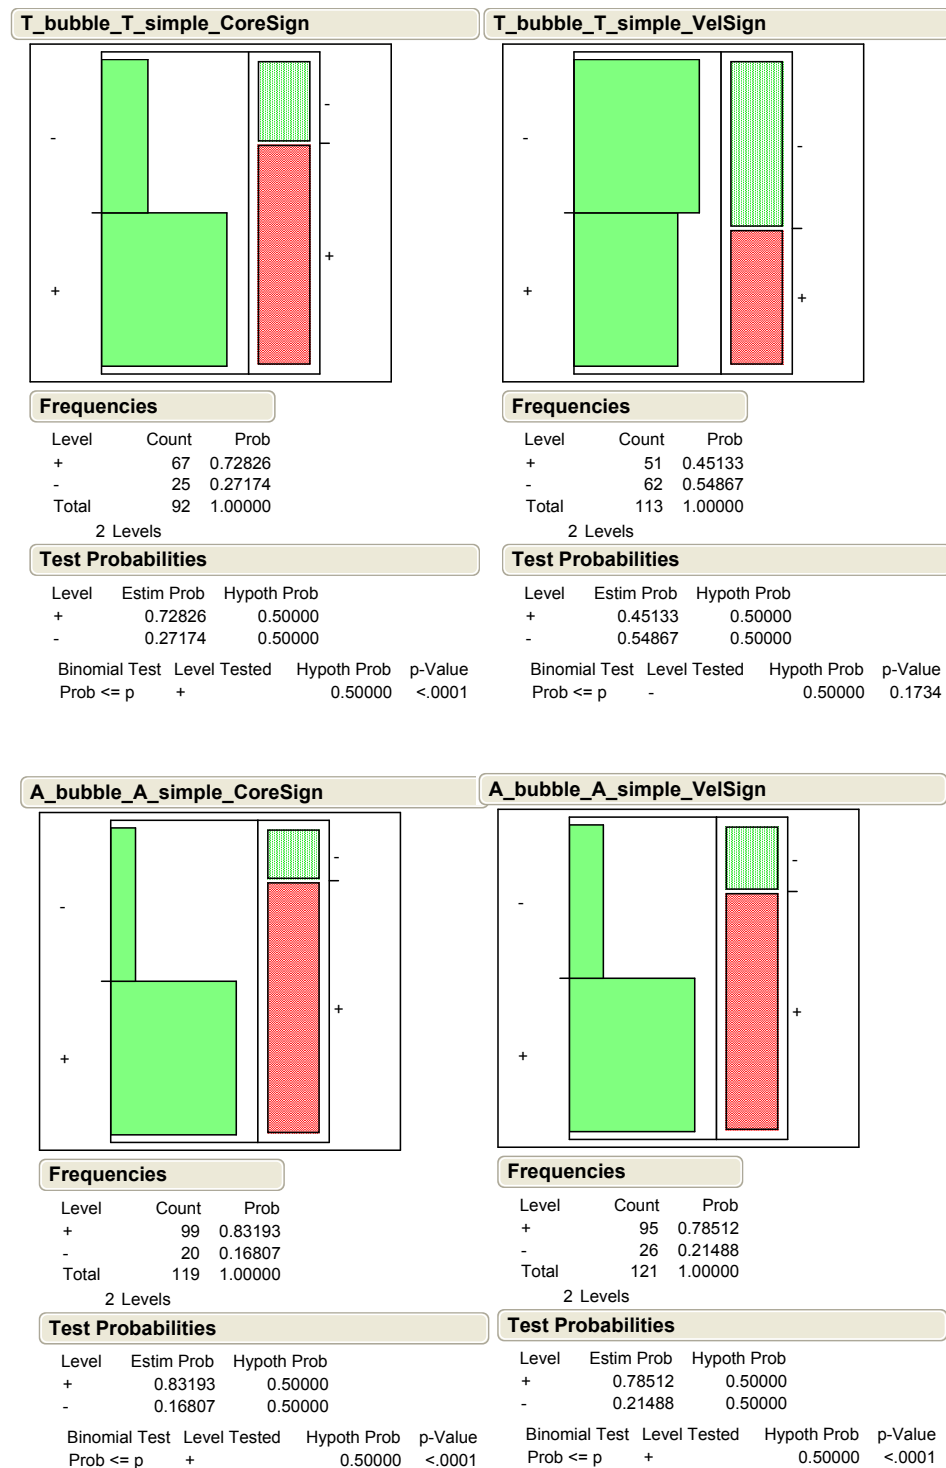 T_bubble_T_simple_CoreSign
-
+
-
+
Frequencies
Level Count Prob
+ 67 0.72826
- 25 0.27174
Total 92 1.00000
2 Levels
Test Probabilities
Level Estim Prob Hypoth Prob
+ 0.72826 0.50000
- 0.27174 0.50000
Binomial Test Level Tested Hypoth Prob p-Value
Prob <= p + 0.50000 <.0001
T_bubble_T_simple_VelSign
-
+
-
+
Frequencies
Level Count Prob
+ 51 0.45133
- 62 0.54867
Total 113 1.00000
2 Levels
Test Probabilities
Level Estim Prob Hypoth Prob
+ 0.45133 0.50000
- 0.54867 0.50000
Binomial Test Level Tested Hypoth Prob p-Value
Prob <= p - 0.50000 0.1734
A_bubble_A_simple_CoreSign
-
+
-
+
Frequencies
Level Count Prob
+ 99 0.83193
- 20 0.16807
Total 119 1.00000
2 Levels
Test Probabilities
Level Estim Prob Hypoth Prob
+ 0.83193 0.50000
- 0.16807 0.50000
Binomial Test Level Tested Hypoth Prob p-Value
Prob <= p + 0.50000 <.0001
A_bubble_A_simple_VelSign
-
+
-
+
Frequencies
Level Count Prob
+ 95 0.78512
- 26 0.21488
Total 121 1.00000
2 Levels
Test Probabilities
Level Estim Prob Hypoth Prob
+ 0.78512 0.50000
- 0.21488 0.50000
Binomial Test Level Tested Hypoth Prob p-Value
Prob <= p + 0.50000 <.0001